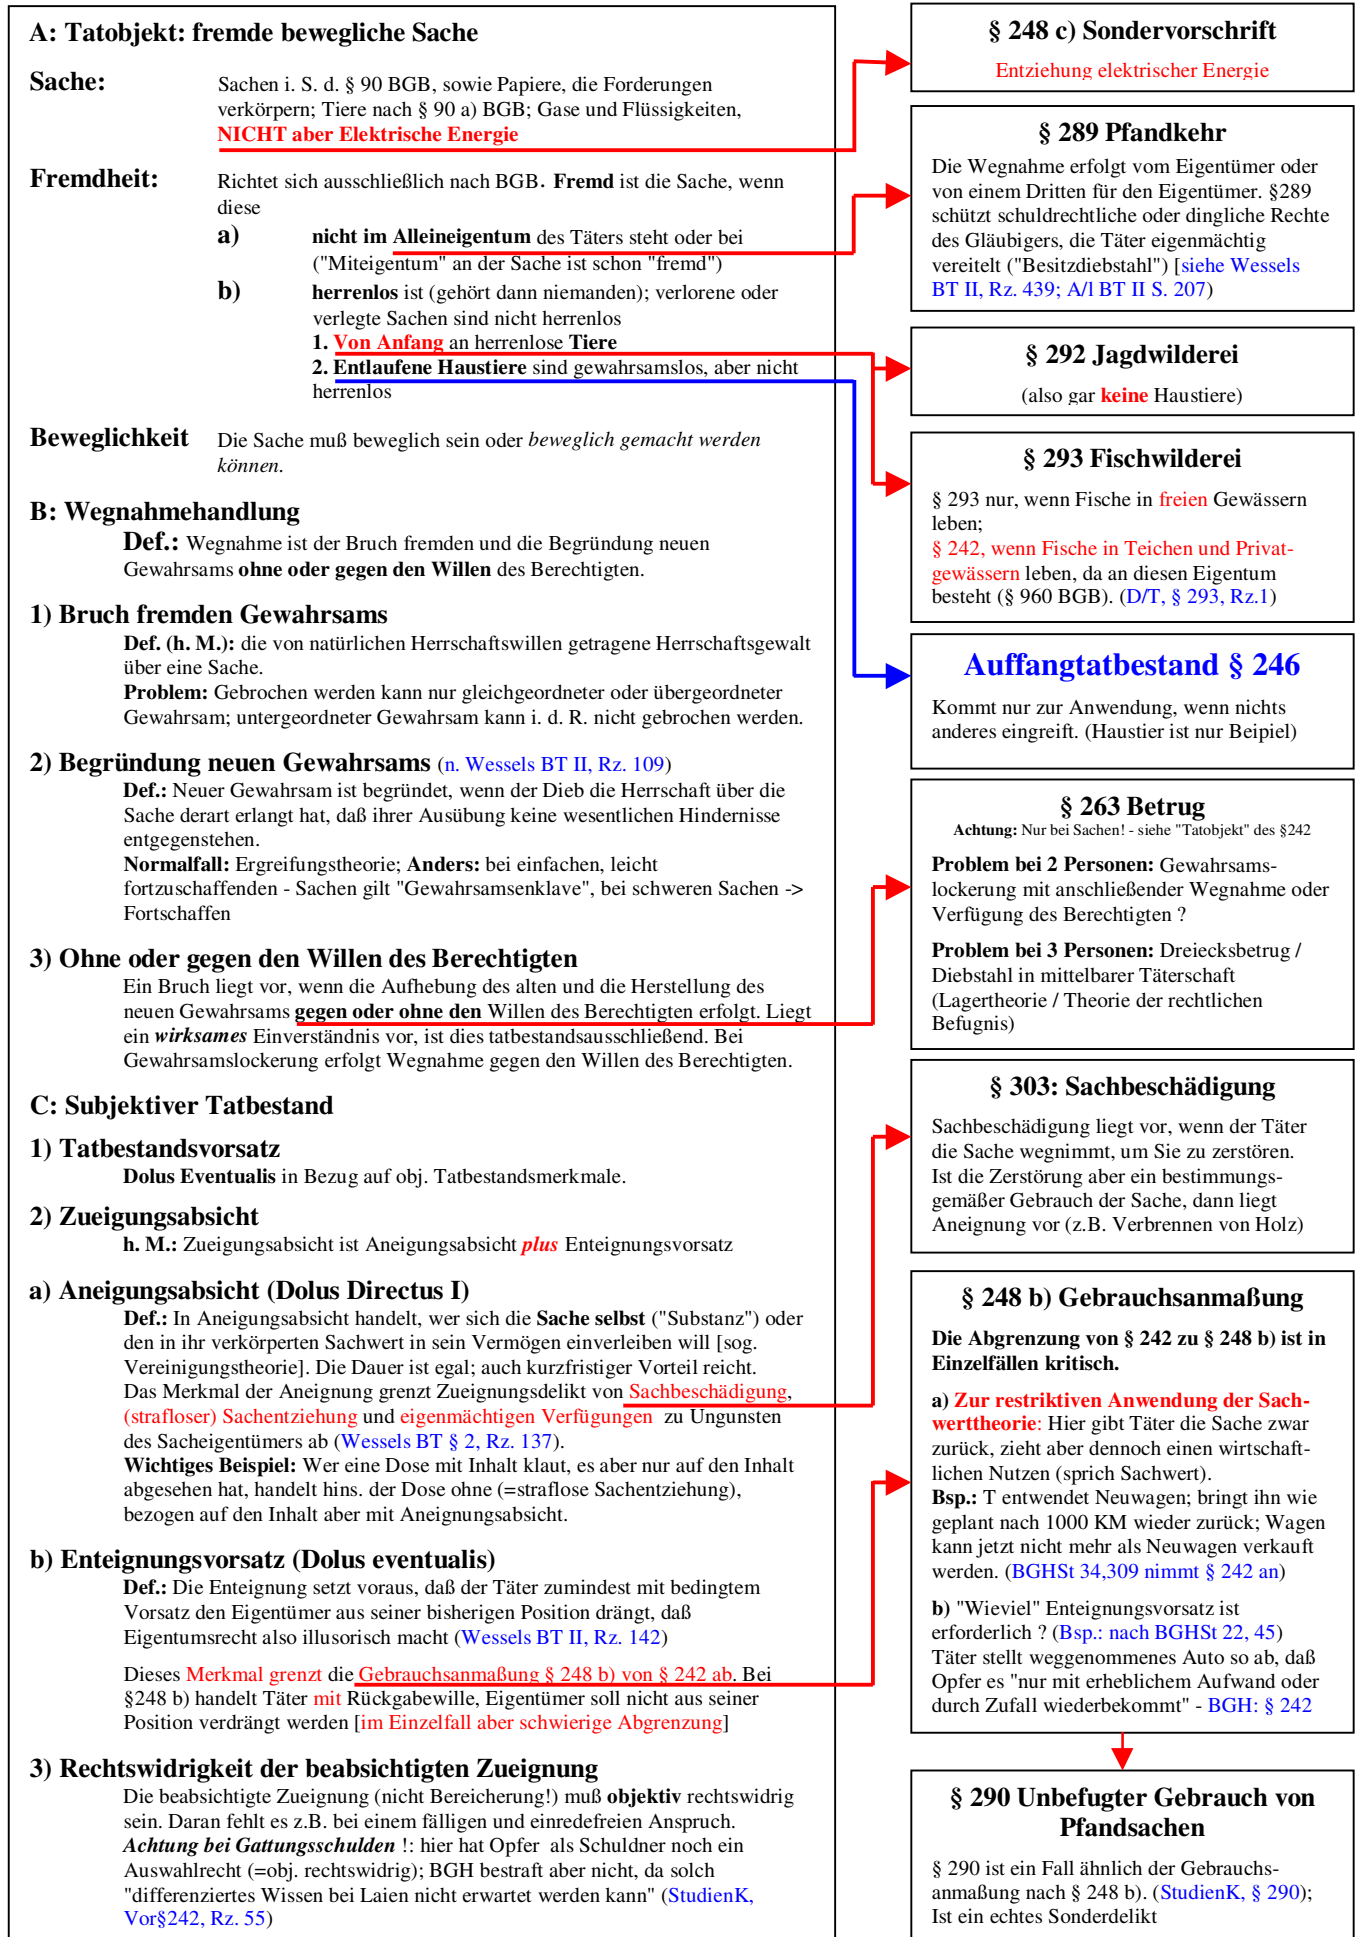 A: Tatobjekt: fremde bewegliche Sache
Sache: Sachen i. S. d. § 90 BGB, sowie Papiere, die Forderungen
verkörpern; Tiere nach § 90 a) BGB; Gase und Flüssigkeiten,
NICHT aber Elektrische Energie
Fremdheit: Richtet sich ausschließlich nach BGB. Fremd ist die Sache, wenn
diese
a) nicht im Alleineigentum des Täters steht oder bei
("Miteigentum" an der Sache ist schon "fremd")
b) herrenlos ist (gehört dann niemanden); verlorene oder
verlegte Sachen sind nicht herrenlos
1. Von Anfang an herrenlose Tiere
2. Entlaufene Haustiere sind gewahrsamslos, aber nicht
herrenlos
Beweglichkeit Die Sache muß beweglich sein oder beweglich gemacht werden
können.
B: Wegnahmehandlung
Def.: Wegnahme ist der Bruch fremden und die Begründung neuen
Gewahrsams ohne oder gegen den Willen des Berechtigten.
1) Bruch fremden Gewahrsams
Def. (h. M.): die von natürlichen Herrschaftswillen getragene Herrschaftsgewalt
über eine Sache.
Problem: Gebrochen werden kann nur gleichgeordneter oder übergeordneter
Gewahrsam; untergeordneter Gewahrsam kann i. d. R. nicht gebrochen werden.
2) Begründung neuen Gewahrsams (n. Wessels BT II, Rz. 109)
Def.: Neuer Gewahrsam ist begründet, wenn der Dieb die Herrschaft über die
Sache derart erlangt hat, daß ihrer Ausübung keine wesentlichen Hindernisse
entgegenstehen.
Normalfall: Ergreifungstheorie; Anders: bei einfachen, leicht
fortzuschaffenden - Sachen gilt "Gewahrsamsenklave", bei schweren Sachen ->
Fortschaffen
3) Ohne oder gegen den Willen des Berechtigten
Ein Bruch liegt vor, wenn die Aufhebung des alten und die Herstellung des
neuen Gewahrsams gegen oder ohne den Willen des Berechtigten erfolgt. Liegt
ein wirksames Einverständnis vor, ist dies tatbestandsausschließend. Bei
Gewahrsamslockerung erfolgt Wegnahme gegen den Willen des Berechtigten.
C: Subjektiver Tatbestand
1) Tatbestandsvorsatz
Dolus Eventualis in Bezug auf obj. Tatbestandsmerkmale.
2) Zueigungsabsicht
h. M.: Zueigungsabsicht ist Aneigungsabsicht plus Enteignungsvorsatz
a) Aneigungsabsicht (Dolus Directus I)
Def.: In Aneigungsabsicht handelt, wer sich die Sache selbst ("Substanz") oder
den in ihr verkörperten Sachwert in sein Vermögen einverleiben will [sog.
Vereinigungstheorie]. Die Dauer ist egal; auch kurzfristiger Vorteil reicht.
Das Merkmal der Aneignung grenzt Zueignungsdelikt von Sachbeschädigung,
(strafloser) Sachentziehung und eigenmächtigen Verfügungen zu Ungunsten
des Sacheigentümers ab (Wessels BT § 2, Rz. 137).
Wichtiges Beispiel: Wer eine Dose mit Inhalt klaut, es aber nur auf den Inhalt
abgesehen hat, handelt hins. der Dose ohne (=straflose Sachentziehung),
bezogen auf den Inhalt aber mit Aneignungsabsicht.
b) Enteignungsvorsatz (Dolus eventualis)
Def.: Die Enteignung setzt voraus, daß der Täter zumindest mit bedingtem
Vorsatz den Eigentümer aus seiner bisherigen Position drängt, daß
Eigentumsrecht also illusorisch macht (Wessels BT II, Rz. 142)
Dieses Merkmal grenzt die Gebrauchsanmaßung § 248 b) von § 242 ab. Bei
§248 b) handelt Täter mit Rückgabewille, Eigentümer soll nicht aus seiner
Position verdrängt werden [im Einzelfall aber schwierige Abgrenzung]
3) Rechtswidrigkeit der beabsichtigten Zueignung
Die beabsichtigte Zueignung (nicht Bereicherung!) muß objektiv rechtswidrig
sein. Daran fehlt es z.B. bei einem fälligen und einredefreien Anspruch.
Achtung bei Gattungsschulden !: hier hat Opfer als Schuldner noch ein
Auswahlrecht (=obj. rechtswidrig); BGH bestraft aber nicht, da solch
"differenziertes Wissen bei Laien nicht erwartet werden kann" (StudienK,
Vor§242, Rz. 55)
§ 248 c) Sondervorschrift
Entziehung elektrischer Energie
§ 289 Pfandkehr
Die Wegnahme erfolgt vom Eigentümer oder
von einem Dritten für den Eigentümer. §289
schützt schuldrechtliche oder dingliche Rechte
des Gläubigers, die Täter eigenmächtig
vereitelt ("Besitzdiebstahl") [siehe Wessels
BT II, Rz. 439; A/l BT II S. 207)
§ 292 Jagdwilderei
(also gar keine Haustiere)
§ 293 Fischwilderei
§ 293 nur, wenn Fische in freien Gewässern
leben;
§ 242, wenn Fische in Teichen und Privat-
gewässern leben, da an diesen Eigentum
besteht (§ 960 BGB). (D/T, § 293, Rz.1)
Auffangtatbestand § 246
Kommt nur zur Anwendung, wenn nichts
anderes eingreift. (Haustier ist nur Beipiel)
§ 263 Betrug
Achtung: Nur bei Sachen! - siehe "Tatobjekt" des §242
Problem bei 2 Personen: Gewahrsams-
lockerung mit anschließender Wegnahme oder
Verfügung des Berechtigten ?
Problem bei 3 Personen: Dreiecksbetrug /
Diebstahl in mittelbarer Täterschaft
(Lagertheorie / Theorie der rechtlichen
Befugnis)
§ 303: Sachbeschädigung
Sachbeschädigung liegt vor, wenn der Täter
die Sache wegnimmt, um Sie zu zerstören.
Ist die Zerstörung aber ein bestimmungs-
gemäßer Gebrauch der Sache, dann liegt
Aneignung vor (z.B. Verbrennen von Holz)
§ 248 b) Gebrauchsanmaßung
Die Abgrenzung von § 242 zu § 248 b) ist in
Einzelfällen kritisch.
a) Zur restriktiven Anwendung der Sach-
werttheorie: Hier gibt Täter die Sache zwar
zurück, zieht aber dennoch einen wirtschaft-
lichen Nutzen (sprich Sachwert).
Bsp.: T entwendet Neuwagen; bringt ihn wie
geplant nach 1000 KM wieder zurück; Wagen
kann jetzt nicht mehr als Neuwagen verkauft
werden. (BGHSt 34,309 nimmt § 242 an)
b) "Wieviel" Enteignungsvorsatz ist
erforderlich ? (Bsp.: nach BGHSt 22, 45)
Täter stellt weggenommenes Auto so ab, daß
Opfer es "nur mit erheblichem Aufwand oder
durch Zufall wiederbekommt" - BGH: § 242
§ 290 Unbefugter Gebrauch von
Pfandsachen
§ 290 ist ein Fall ähnlich der Gebrauchs-
anmaßung nach § 248 b). (StudienK, § 290);
Ist ein echtes Sonderdelikt